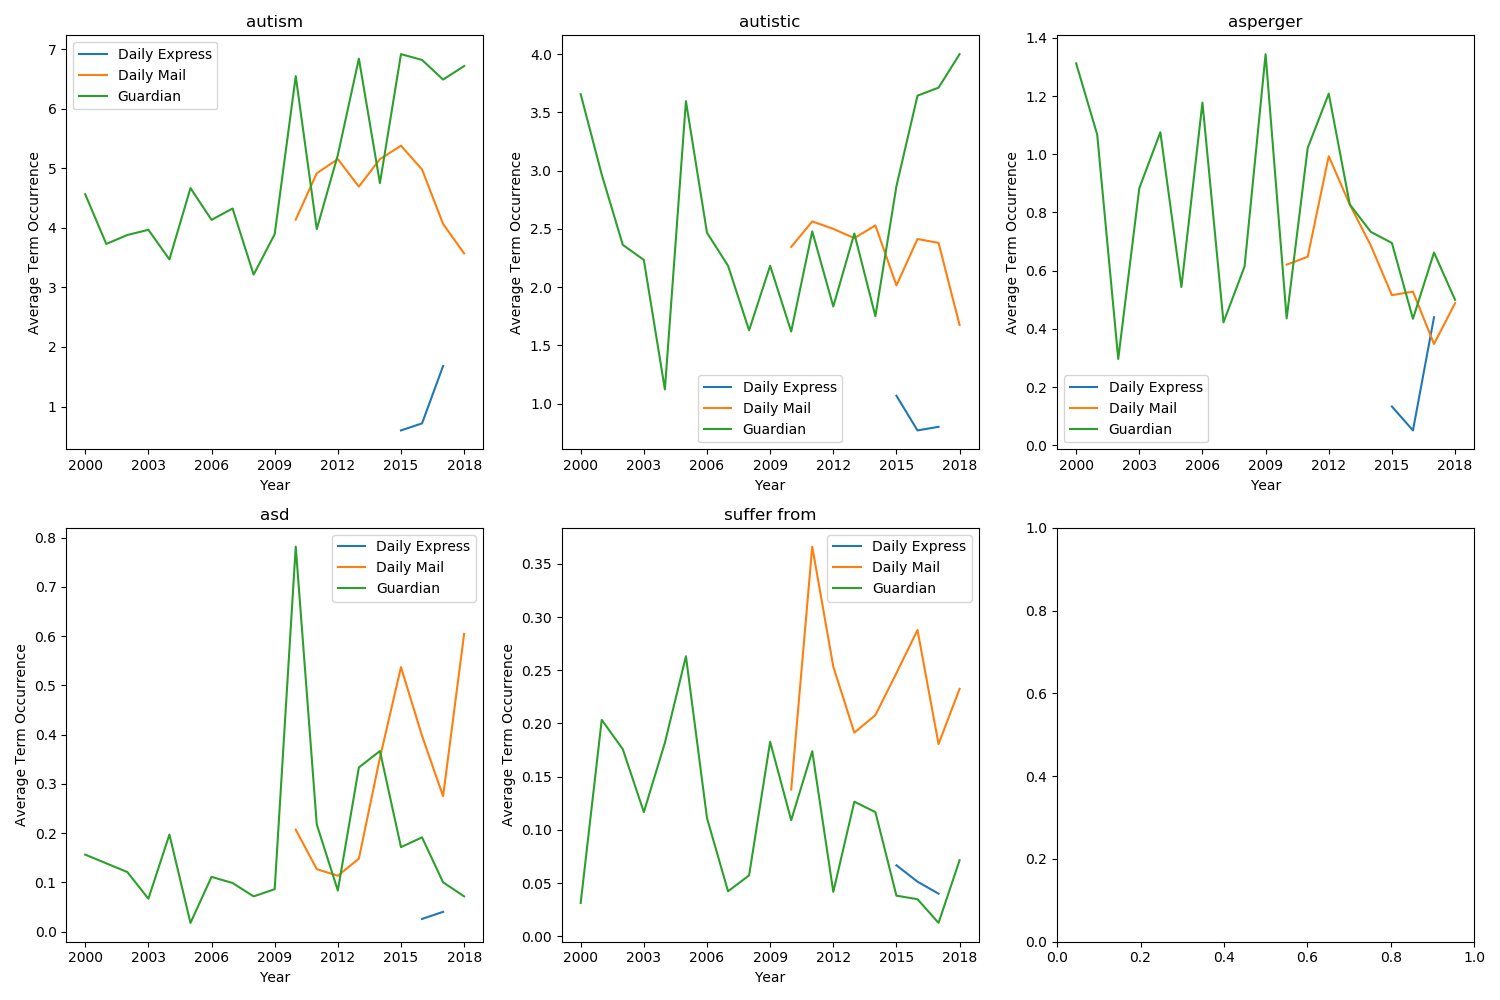 autism
Daily Express
Daily Mail
Guardian
Average Term Occurrence
7
6
5
4
3
2
1
2000 2003 2006 2009 2012 2015 2018
Year
autistic
Daily Express
Daily Mail
Guardian
Average Term Occurrence
4.0
3.5
3.0
2.5
2.0
1.5
1.0
2000 2003 2006 2009 2012 2015 2018
Year
asperger
Daily Express
Daily Mail
Guardian
Average Term Occurrence
1.4
1.2
1.0
0.8
0.6
0.4
0.2
0.0
2000 2003 2006 2009 2012 2015 2018
Year
asd
Daily Express
Daily Mail
Guardian
Average Term Occurrence
0.8
0.7
0.6
0.5
0.4
0.3
0.2
0.1
0.0
2000 2003 2006 2009 2012 2015 2018
Year
suffer from
Daily Express
Daily Mail
Guardian
Average Term Occurrence
0.35
0.30
0.25
0.20
0.15
0.10
0.05
0.00
2000 2003 2006 2009 2012 2015 2018
Year
1.0
0.8
0.6
0.4
0.2
0.0
0.0 0.2 0.4 0.6 0.8 1.0